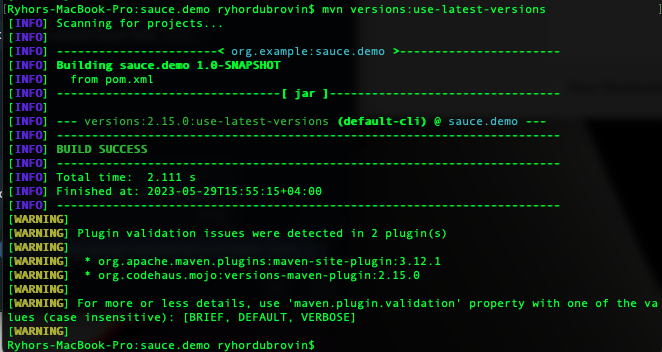 Ryhors-MacBook-Pro:sauce.demo ryhordubrovin$ mvn versions:use-latest-versions
[INFO] Scanning for projects...
[INFO]
[INFO] -----------------------< org.example:sauce.demo >-----------------------
[INFO] Building sauce.demo 1.0-SNAPSHOT
[INFO]   from pom.xml
[INFO] --------------------------------[ jar ]---------------------------------
[INFO]
[INFO] --- versions:2.15.0:use-latest-versions (default-cli) @ sauce.demo ---
[INFO] ------------------------------------------------------------------------
[INFO] BUILD SUCCESS
[INFO] ------------------------------------------------------------------------
[INFO] Total time:  2.111 s
[INFO] Finished at: 2023-05-29T15:55:15+04:00
[INFO] ------------------------------------------------------------------------
[WARNING]
[WARNING] Plugin validation issues were detected in 2 plugin(s)
[WARNING]
[WARNING]  * org.apache.maven.plugins:maven-site-plugin:3.12.1
[WARNING]  * org.codehaus.mojo:versions-maven-plugin:2.15.0
[WARNING]
[WARNING] For more or less details, use 'maven.plugin.validation' property with one of the va
lues (case insensitive): [BRIEF, DEFAULT, VERBOSE]
[WARNING]
Ryhors-MacBook-Pro:sauce.demo ryhordubrovin$